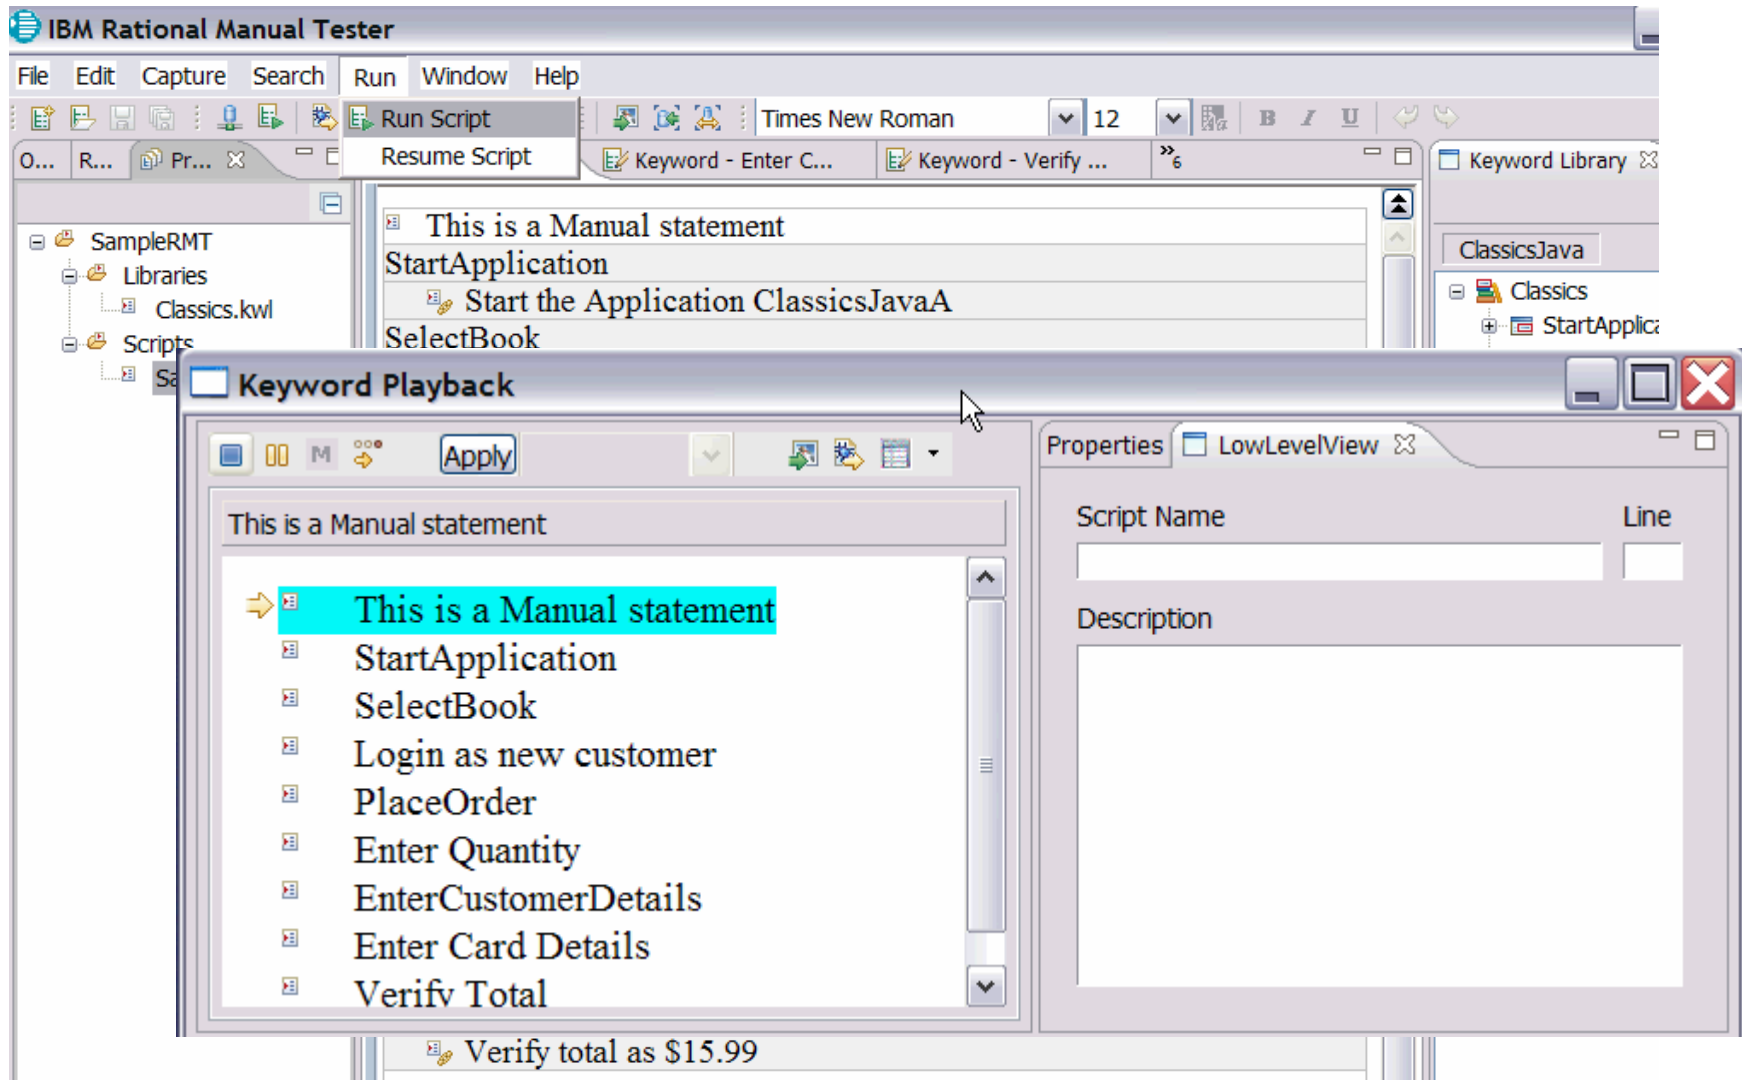 IBM Rational Manual Tester
File Edit Capture Search Run Window Help
Run Script
Times New Roman 12 B I U
Resume Script
O... R... Pr... Keyword - Enter C... Keyword - Verify ... »6 Keyword Library
This is a Manual statement
SampleRMT
StartApplication
ClassicsJava
Libraries
Start the Application ClassicsJavaA
Classics
Classics.kwl
StartApplica
Scripts
SelectBook
Sa
Keyword Playback
M Apply
Properties LowLevelView
This is a Manual statement
Script Name Line
This is a Manual statement
Description
StartApplication
SelectBook
Login as new customer
PlaceOrder
Enter Quantity
EnterCustomerDetails
Enter Card Details
Verify Total
Verify total as $15.99